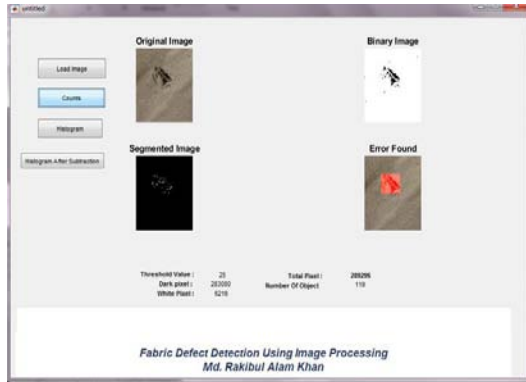 untitled
Original Image
Binary Image
Load Image
Counts
Histogram
Histogram After Subtraction
Segmented Image
Error Found
Threshold Value : 28
Dark pixel : 283080
White Pixel : 6216
Total Pixel : 289296
Number Of Object 118
Fabric Defect Detection Using Image Processing
Md. Rakibul Alam Khan